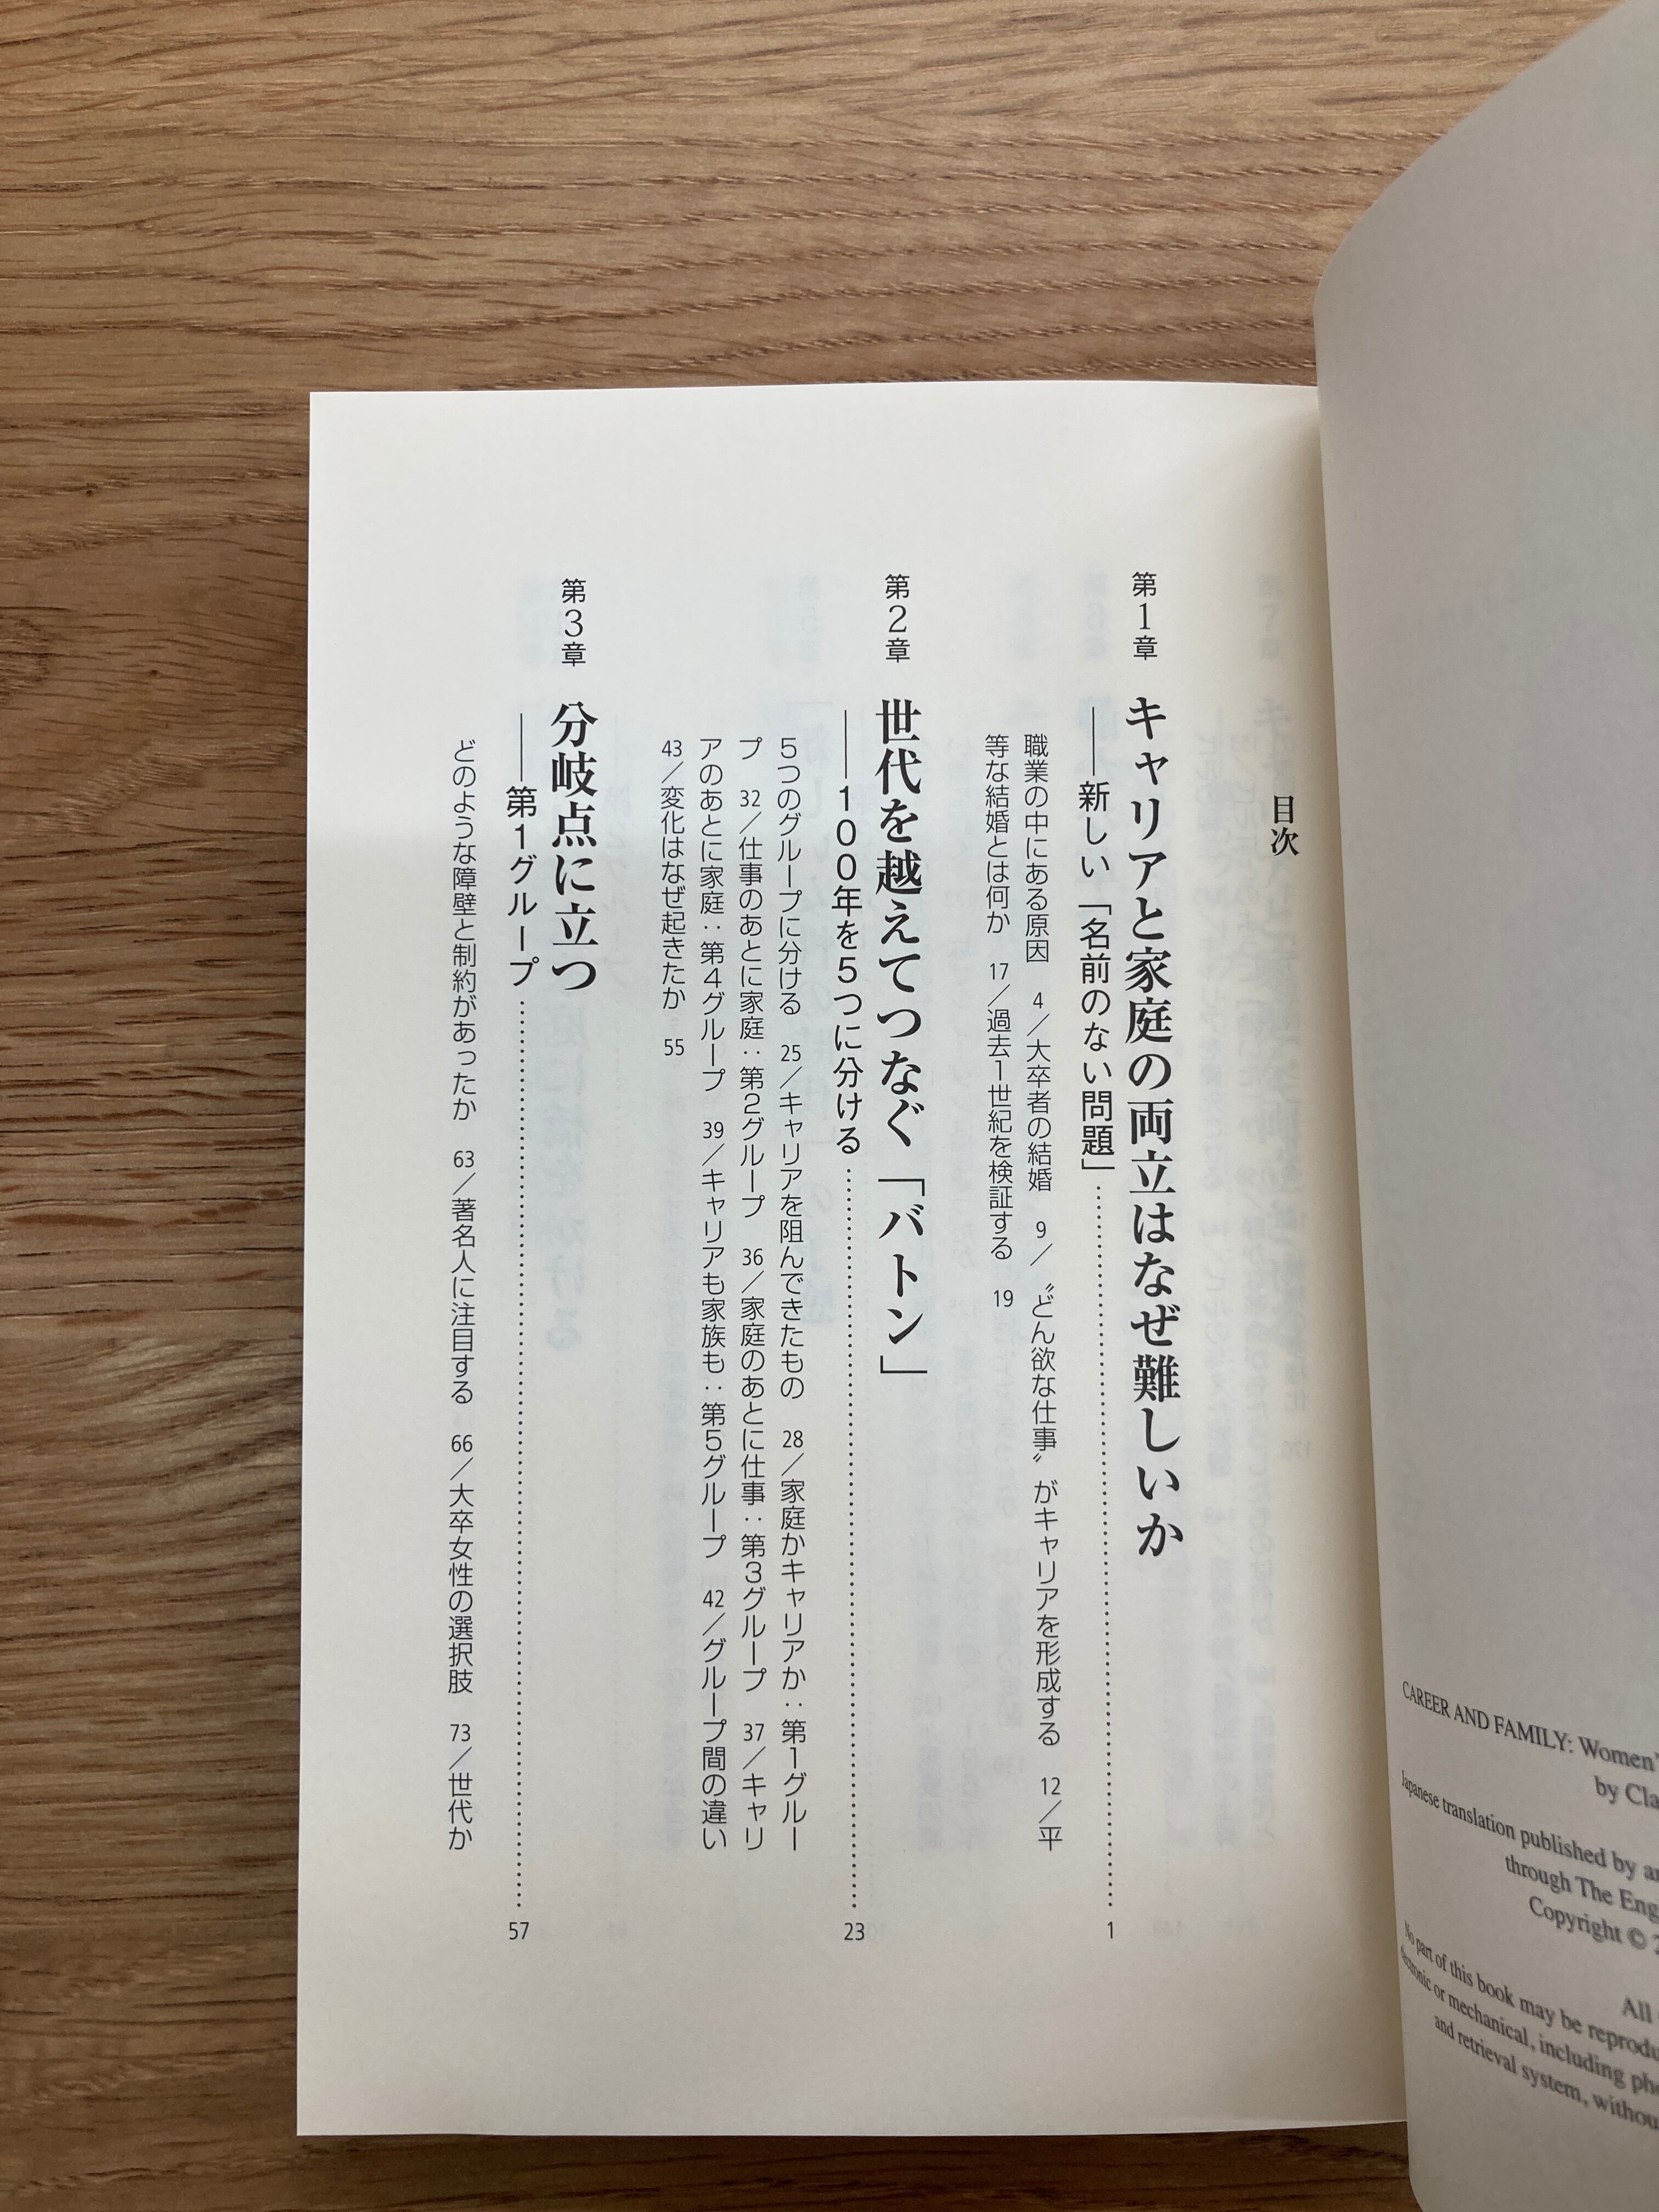 目次
第1章 キャリアと家庭の両立はなぜ難しいか
——新しい「名前のない問題」……………………1
職業の中にある原因 4／大卒者の結婚 9／〝どん欲な仕事〟がキャリアを形成する 12／平
等な結婚とは何か 17／過去1世紀を検証する 19
第2章 世代を越えてつなぐ「バトン」
——100年を5つに分ける……………………23
5つのグループに分ける 25／キャリアを阻んできたもの 28／家庭かキャリアか：第1グルー
プ 32／仕事のあとに家庭：第2グループ 36／家庭のあとに仕事：第3グループ 37／キャリ
アのあとに家庭：第4グループ 39／キャリアも家族も：第5グループ 42／グループ間の違い
43／変化はなぜ起きたか 55
第3章 分岐点に立つ
——第1グループ……………………57
どのような障壁と制約があったか 63／著名人に注目する 66／大卒女性の選択肢 73／世代か
CAREER AND FAMILY: Women'
by Cla
Japanese translation published by
through The Eng
Copyright © 2
All
No part of this book may be reprodu
or mechanical, including pho
and retrieval system, withou